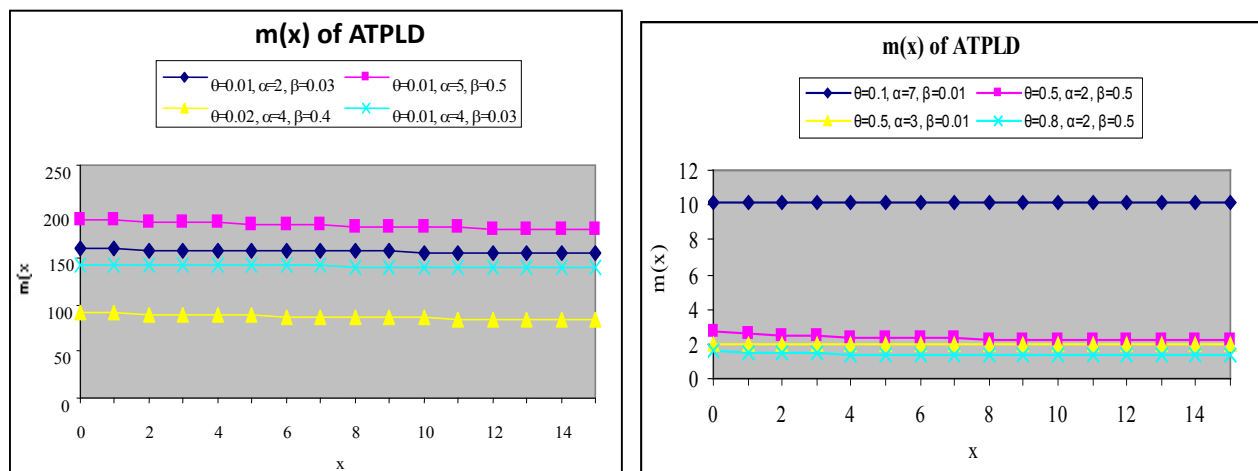 m(x) of ATPLD
θ=0.01, α=2, β=0.03
θ=0.01, α=5, β=0.5
θ=0.02, α=4, β=0.4
θ=0.01, α=4, β=0.03
250
200
150
100
50
0
m(x
0 2 4 6 8 10 12 14
x
m(x) of ATPLD
θ=0.1, α=7, β=0.01
θ=0.5, α=2, β=0.5
θ=0.5, α=3, β=0.01
θ=0.8, α=2, β=0.5
12
10
8
6
4
2
0
m(x)
0 2 4 6 8 10 12 14
x